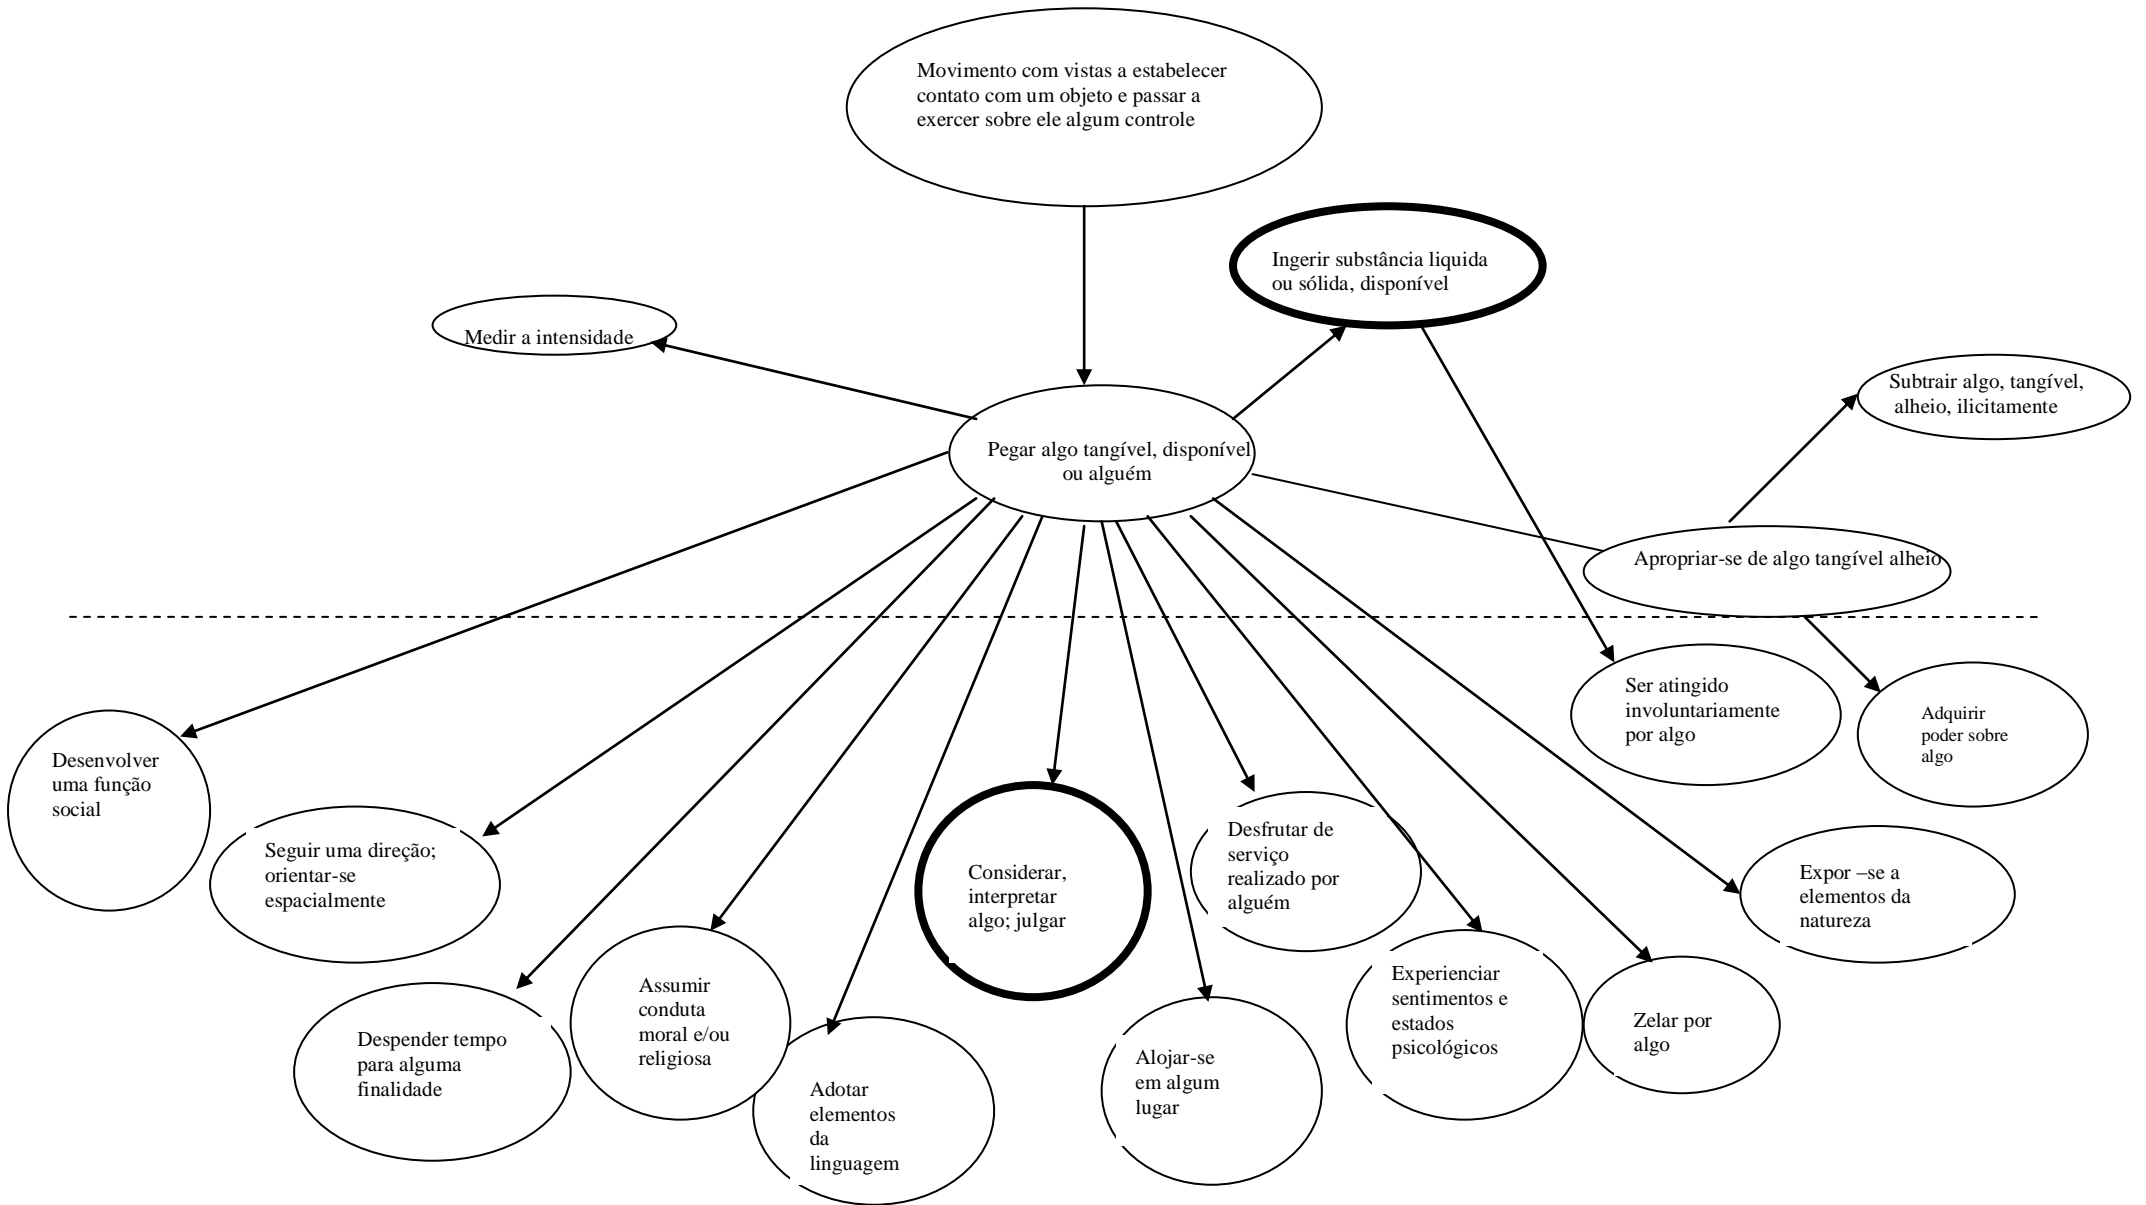 Movimento com vistas a estabelecer
contato com um objeto e passar a
exercer sobre ele algum controle
Ingerir substância liquida
ou sólida, disponível
Medir a intensidade
Subtrair algo, tangível,
alheio, ilicitamente
Pegar algo tangível, disponível
ou alguém
Apropriar-se de algo tangível alheio
Ser atingido
involuntariamente
por algo
Adquirir
poder sobre
algo
Desenvolver
uma função
social
Seguir uma direção;
orientar-se
espacialmente
Considerar,
interpretar
algo; julgar
Desfrutar de
serviço
realizado por
alguém
Expor –se a
elementos da
natureza
Despender tempo
para alguma
finalidade
Assumir
conduta
moral e/ou
religiosa
Adotar
elementos
da
linguagem
Alojar-se
em algum
lugar
Experienciar
sentimentos e
estados
psicológicos
Zelar por
algo